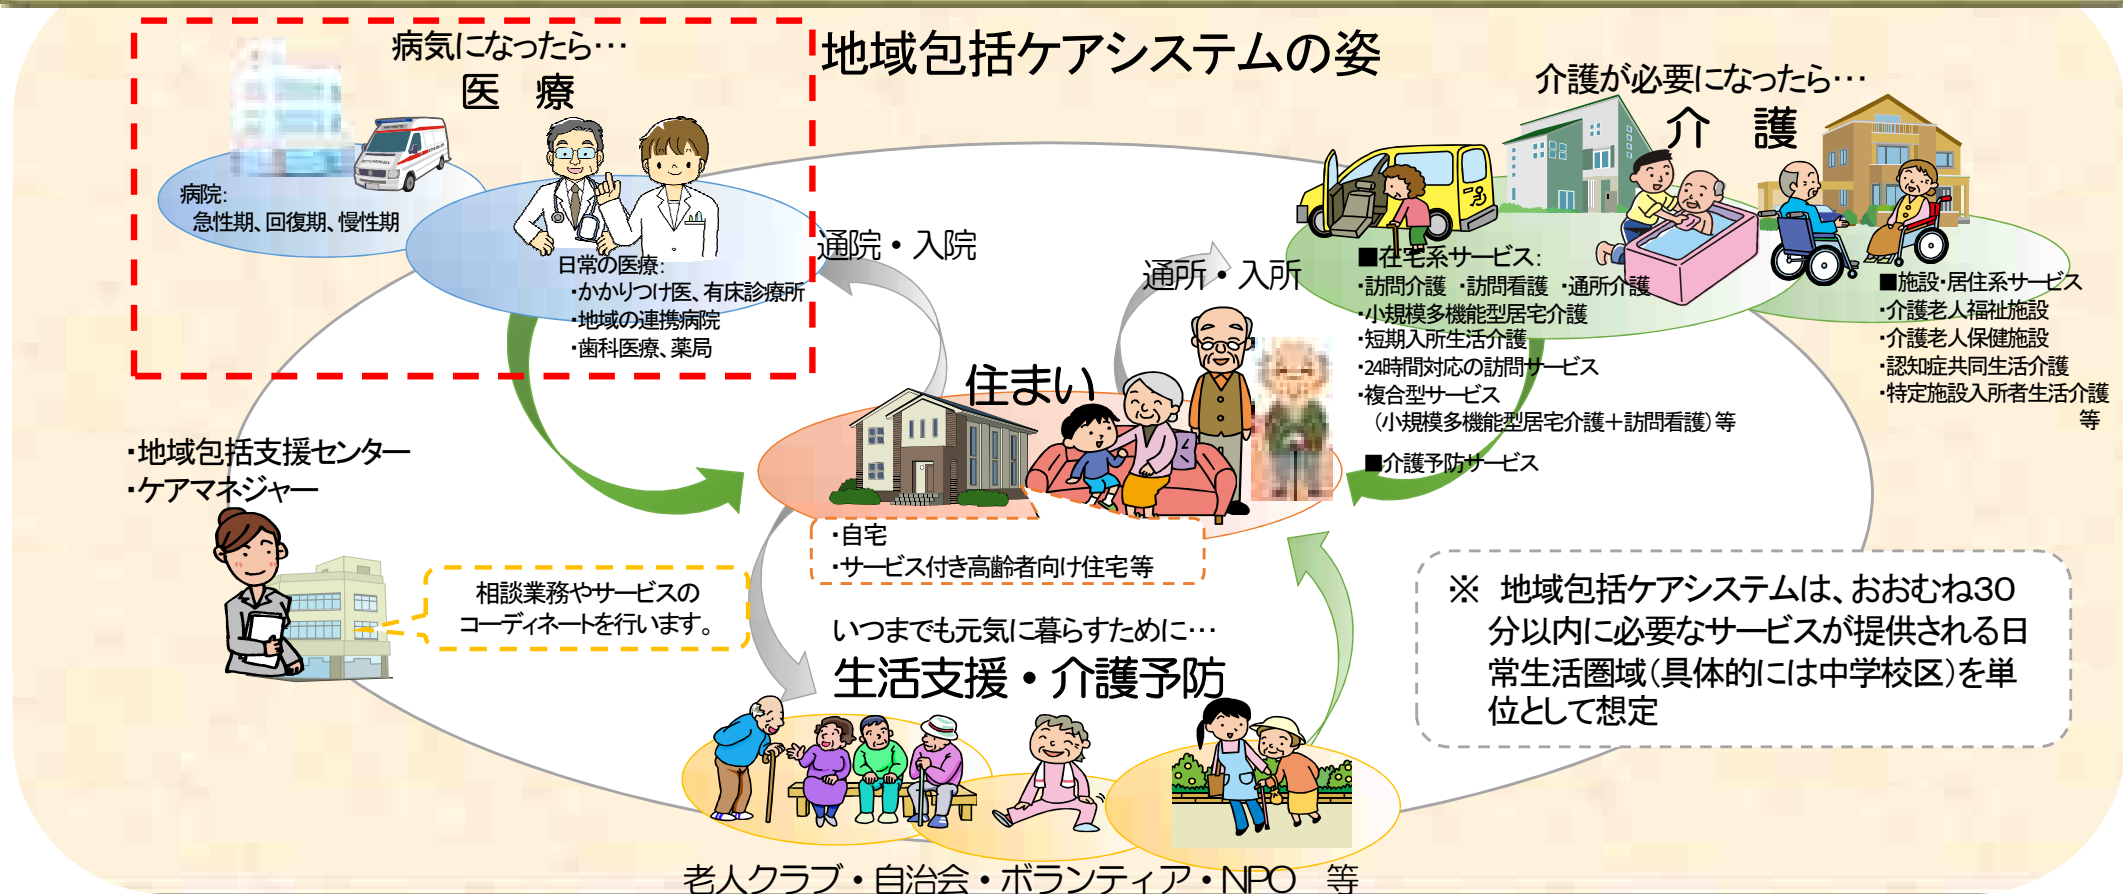 地域包括ケアシステムの姿
病気になったら…
医 療
病院:
急性期、回復期、慢性期
日常の医療:
・かかりつけ医、有床診療所
・地域の連携病院
・歯科医療、薬局
通院・入院
通所・入所
介護が必要になったら…
介 護
■在宅系サービス:
・訪問介護 ・訪問看護 ・通所介護
・小規模多機能型居宅介護
・短期入所生活介護
・24時間対応の訪問サービス
・複合型サービス
(小規模多機能型居宅介護+訪問看護)等
■介護予防サービス
■施設・居住系サービス
・介護老人福祉施設
・介護老人保健施設
・認知症共同生活介護
・特定施設入所者生活介護
等
住まい
・自宅
・サービス付き高齢者向け住宅等
・地域包括支援センター
・ケアマネジャー
相談業務やサービスの
コーディネートを行います。
いつまでも元気に暮らすために…
生活支援・介護予防
老人クラブ・自治会・ボランティア・NPO 等
※ 地域包括ケアシステムは、おおむね30
分以内に必要なサービスが提供される日
常生活圏域(具体的には中学校区)を単
位として想定